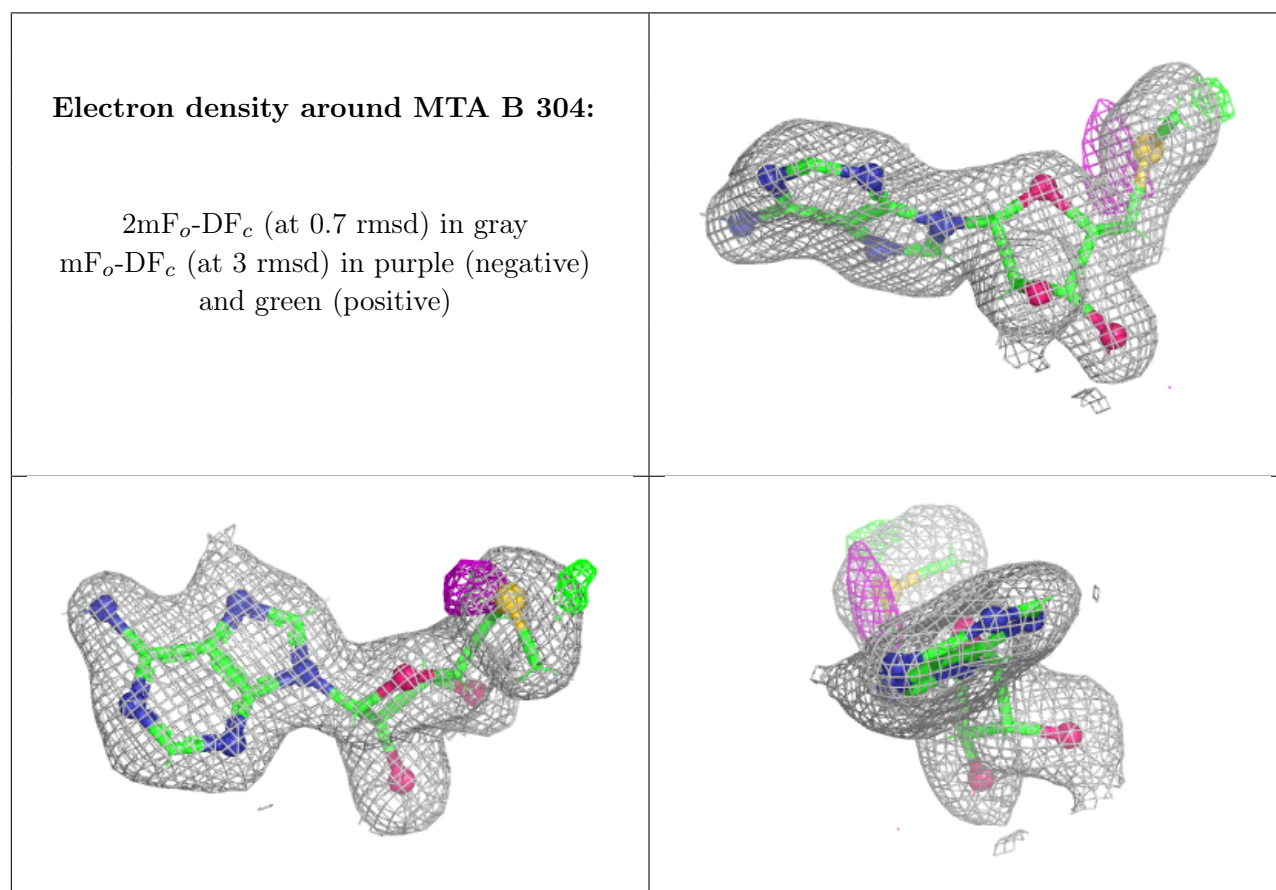 Electron density around MTA B 304:
2mFo-DFc (at 0.7 rmsd) in gray
mFo-DFc (at 3 rmsd) in purple (negative)
and green (positive)